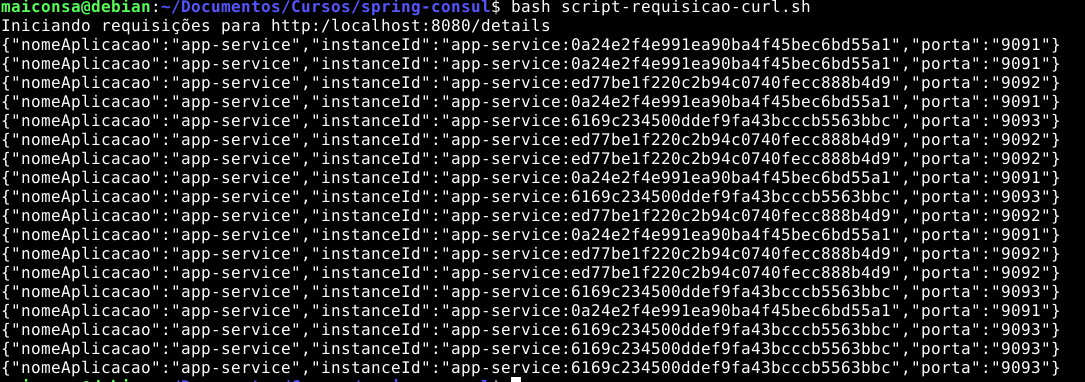 maiconsa@debian:~/Documentos/Cursos/spring-consul$ bash script-requisicao-curl.sh
Iniciando requisições para http:/localhost:8080/details
{"nomeAplicacao":"app-service","instanceId":"app-service:0a24e2f4e991ea90ba4f45bec6bd55a1","porta":"9091"}
{"nomeAplicacao":"app-service","instanceId":"app-service:0a24e2f4e991ea90ba4f45bec6bd55a1","porta":"9091"}
{"nomeAplicacao":"app-service","instanceId":"app-service:ed77be1f220c2b94c0740fecc888b4d9","porta":"9092"}
{"nomeAplicacao":"app-service","instanceId":"app-service:0a24e2f4e991ea90ba4f45bec6bd55a1","porta":"9091"}
{"nomeAplicacao":"app-service","instanceId":"app-service:6169c234500ddef9fa43bcccb5563bbc","porta":"9093"}
{"nomeAplicacao":"app-service","instanceId":"app-service:ed77be1f220c2b94c0740fecc888b4d9","porta":"9092"}
{"nomeAplicacao":"app-service","instanceId":"app-service:ed77be1f220c2b94c0740fecc888b4d9","porta":"9092"}
{"nomeAplicacao":"app-service","instanceId":"app-service:0a24e2f4e991ea90ba4f45bec6bd55a1","porta":"9091"}
{"nomeAplicacao":"app-service","instanceId":"app-service:6169c234500ddef9fa43bcccb5563bbc","porta":"9093"}
{"nomeAplicacao":"app-service","instanceId":"app-service:ed77be1f220c2b94c0740fecc888b4d9","porta":"9092"}
{"nomeAplicacao":"app-service","instanceId":"app-service:0a24e2f4e991ea90ba4f45bec6bd55a1","porta":"9091"}
{"nomeAplicacao":"app-service","instanceId":"app-service:ed77be1f220c2b94c0740fecc888b4d9","porta":"9092"}
{"nomeAplicacao":"app-service","instanceId":"app-service:ed77be1f220c2b94c0740fecc888b4d9","porta":"9092"}
{"nomeAplicacao":"app-service","instanceId":"app-service:6169c234500ddef9fa43bcccb5563bbc","porta":"9093"}
{"nomeAplicacao":"app-service","instanceId":"app-service:0a24e2f4e991ea90ba4f45bec6bd55a1","porta":"9091"}
{"nomeAplicacao":"app-service","instanceId":"app-service:6169c234500ddef9fa43bcccb5563bbc","porta":"9093"}
{"nomeAplicacao":"app-service","instanceId":"app-service:6169c234500ddef9fa43bcccb5563bbc","porta":"9093"}
{"nomeAplicacao":"app-service","instanceId":"app-service:6169c234500ddef9fa43bcccb5563bbc","porta":"9093"}